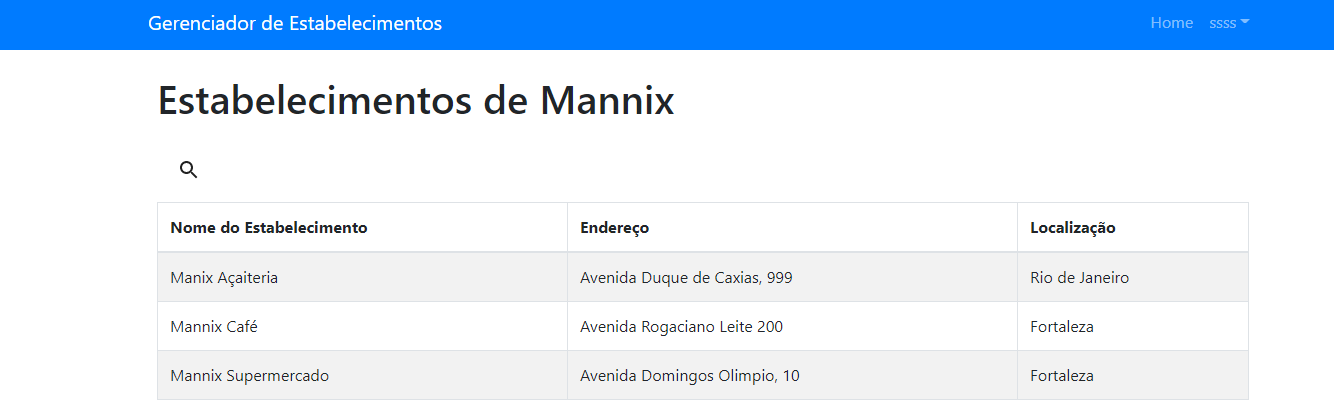 Gerenciador de Estabelecimentos Home ssss
Estabelecimentos de Mannix
Nome do Estabelecimento Endereço Localização
Manix Açaiteria Avenida Duque de Caxias, 999 Rio de Janeiro
Mannix Café Avenida Rogaciano Leite 200 Fortaleza
Mannix Supermercado Avenida Domingos Olimpio, 10 Fortaleza